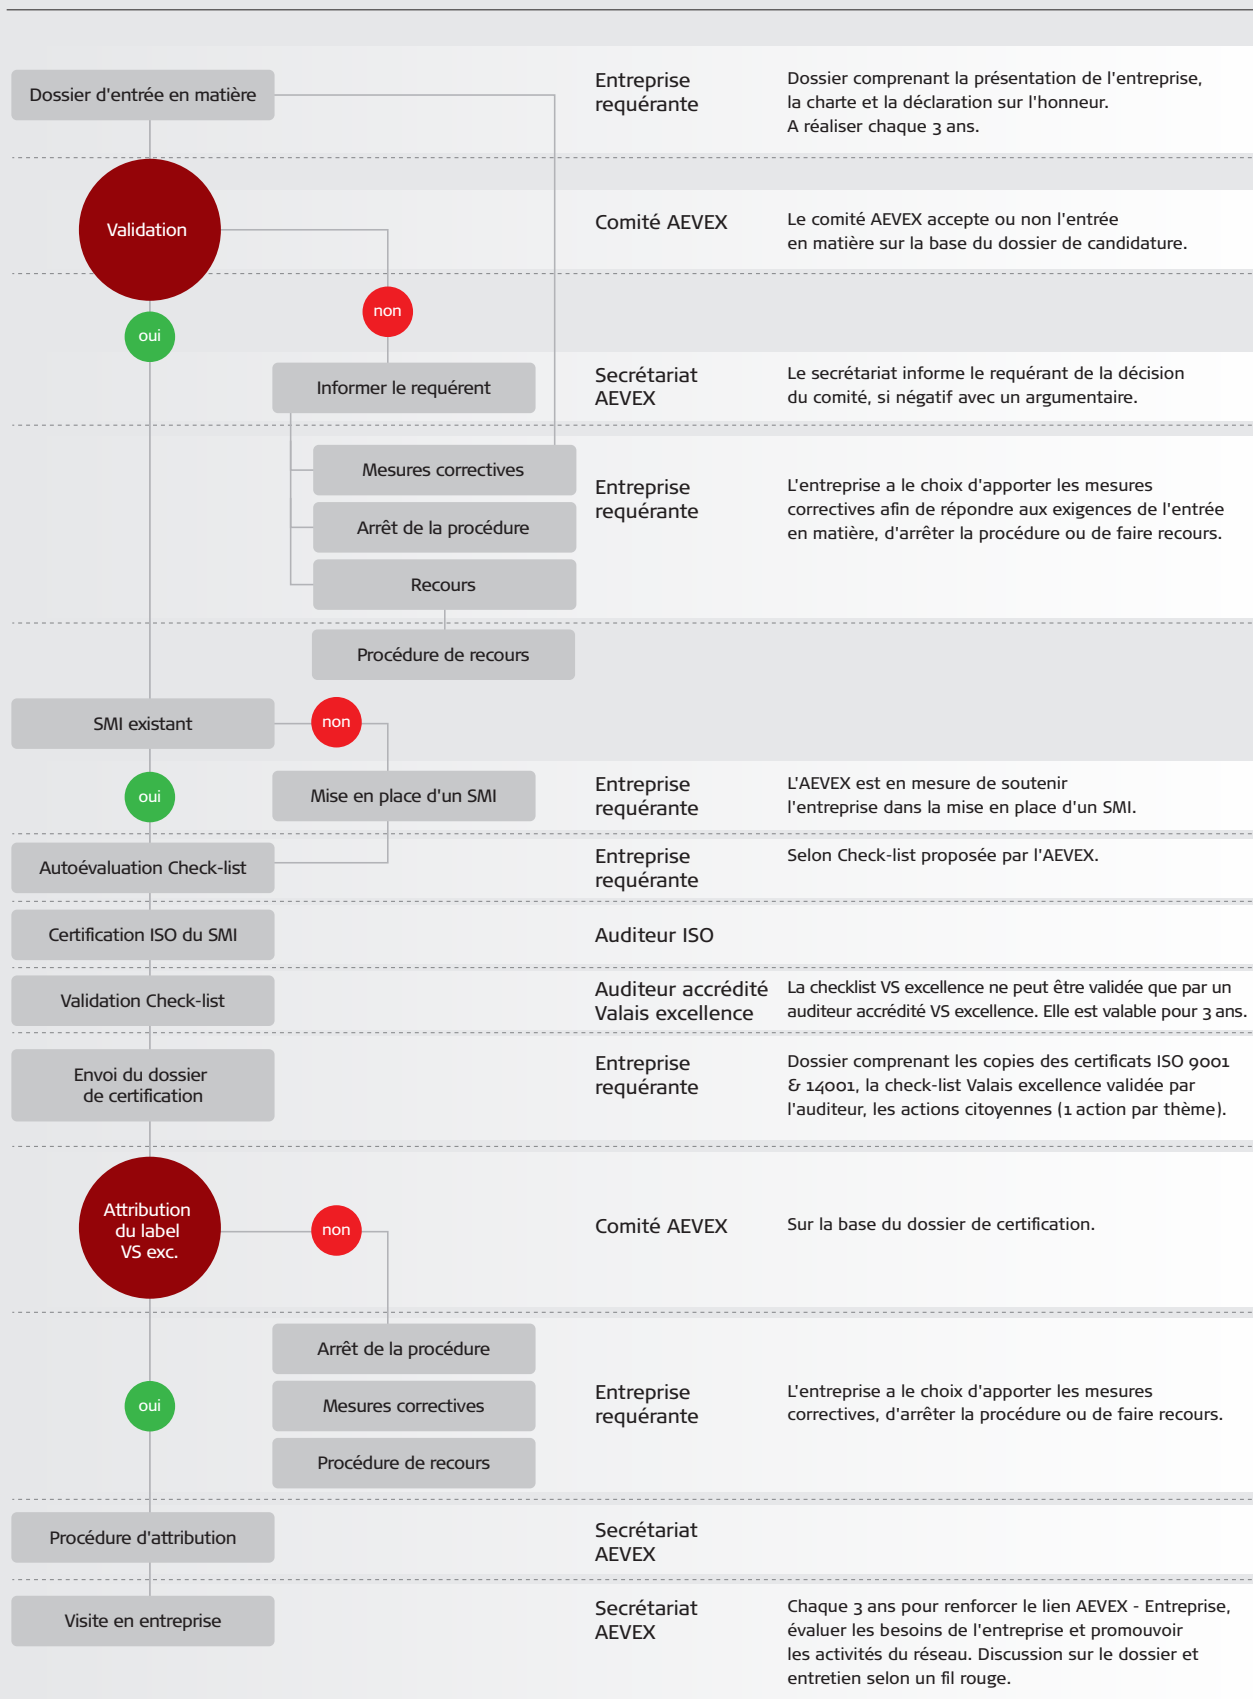 Dossier d'entrée en matière
Entreprise
requérante
Dossier comprenant la présentation de l'entreprise,
la charte et la déclaration sur l'honneur.
A réaliser chaque 3 ans.
Validation
Comité AEVEX
Le comité AEVEX accepte ou non l'entrée
en matière sur la base du dossier de candidature.
non
oui
Informer le requérent
Secrétariat
AEVEX
Le secrétariat informe le requérant de la décision
du comité, si négatif avec un argumentaire.
Mesures correctives
Arrêt de la procédure
Recours
Entreprise
requérante
L'entreprise a le choix d'apporter les mesures
correctives afin de répondre aux exigences de l'entrée
en matière, d'arrêter la procédure ou de faire recours.
Procédure de recours
SMI existant
non
oui
Mise en place d'un SMI
Entreprise
requérante
L'AEVEX est en mesure de soutenir
l'entreprise dans la mise en place d'un SMI.
Autoévaluation Check-list
Entreprise
requérante
Selon Check-list proposée par l'AEVEX.
Certification ISO du SMI
Auditeur ISO
Validation Check-list
Auditeur accrédité
Valais excellence
La checklist VS excellence ne peut être validée que par un
auditeur accrédité VS excellence. Elle est valable pour 3 ans.
Envoi du dossier
de certification
Entreprise
requérante
Dossier comprenant les copies des certificats ISO 9001
& 14001, la check-list Valais excellence validée par
l'auditeur, les actions citoyennes (1 action par thème).
Attribution
du label
VS exc.
non
Comité AEVEX
Sur la base du dossier de certification.
Arrêt de la procédure
oui
Mesures correctives
Procédure de recours
Entreprise
requérante
L'entreprise a le choix d'apporter les mesures
correctives, d'arrêter la procédure ou de faire recours.
Procédure d'attribution
Secrétariat
AEVEX
Visite en entreprise
Secrétariat
AEVEX
Chaque 3 ans pour renforcer le lien AEVEX - Entreprise,
évaluer les besoins de l'entreprise et promouvoir
les activités du réseau. Discussion sur le dossier et
entretien selon un fil rouge.